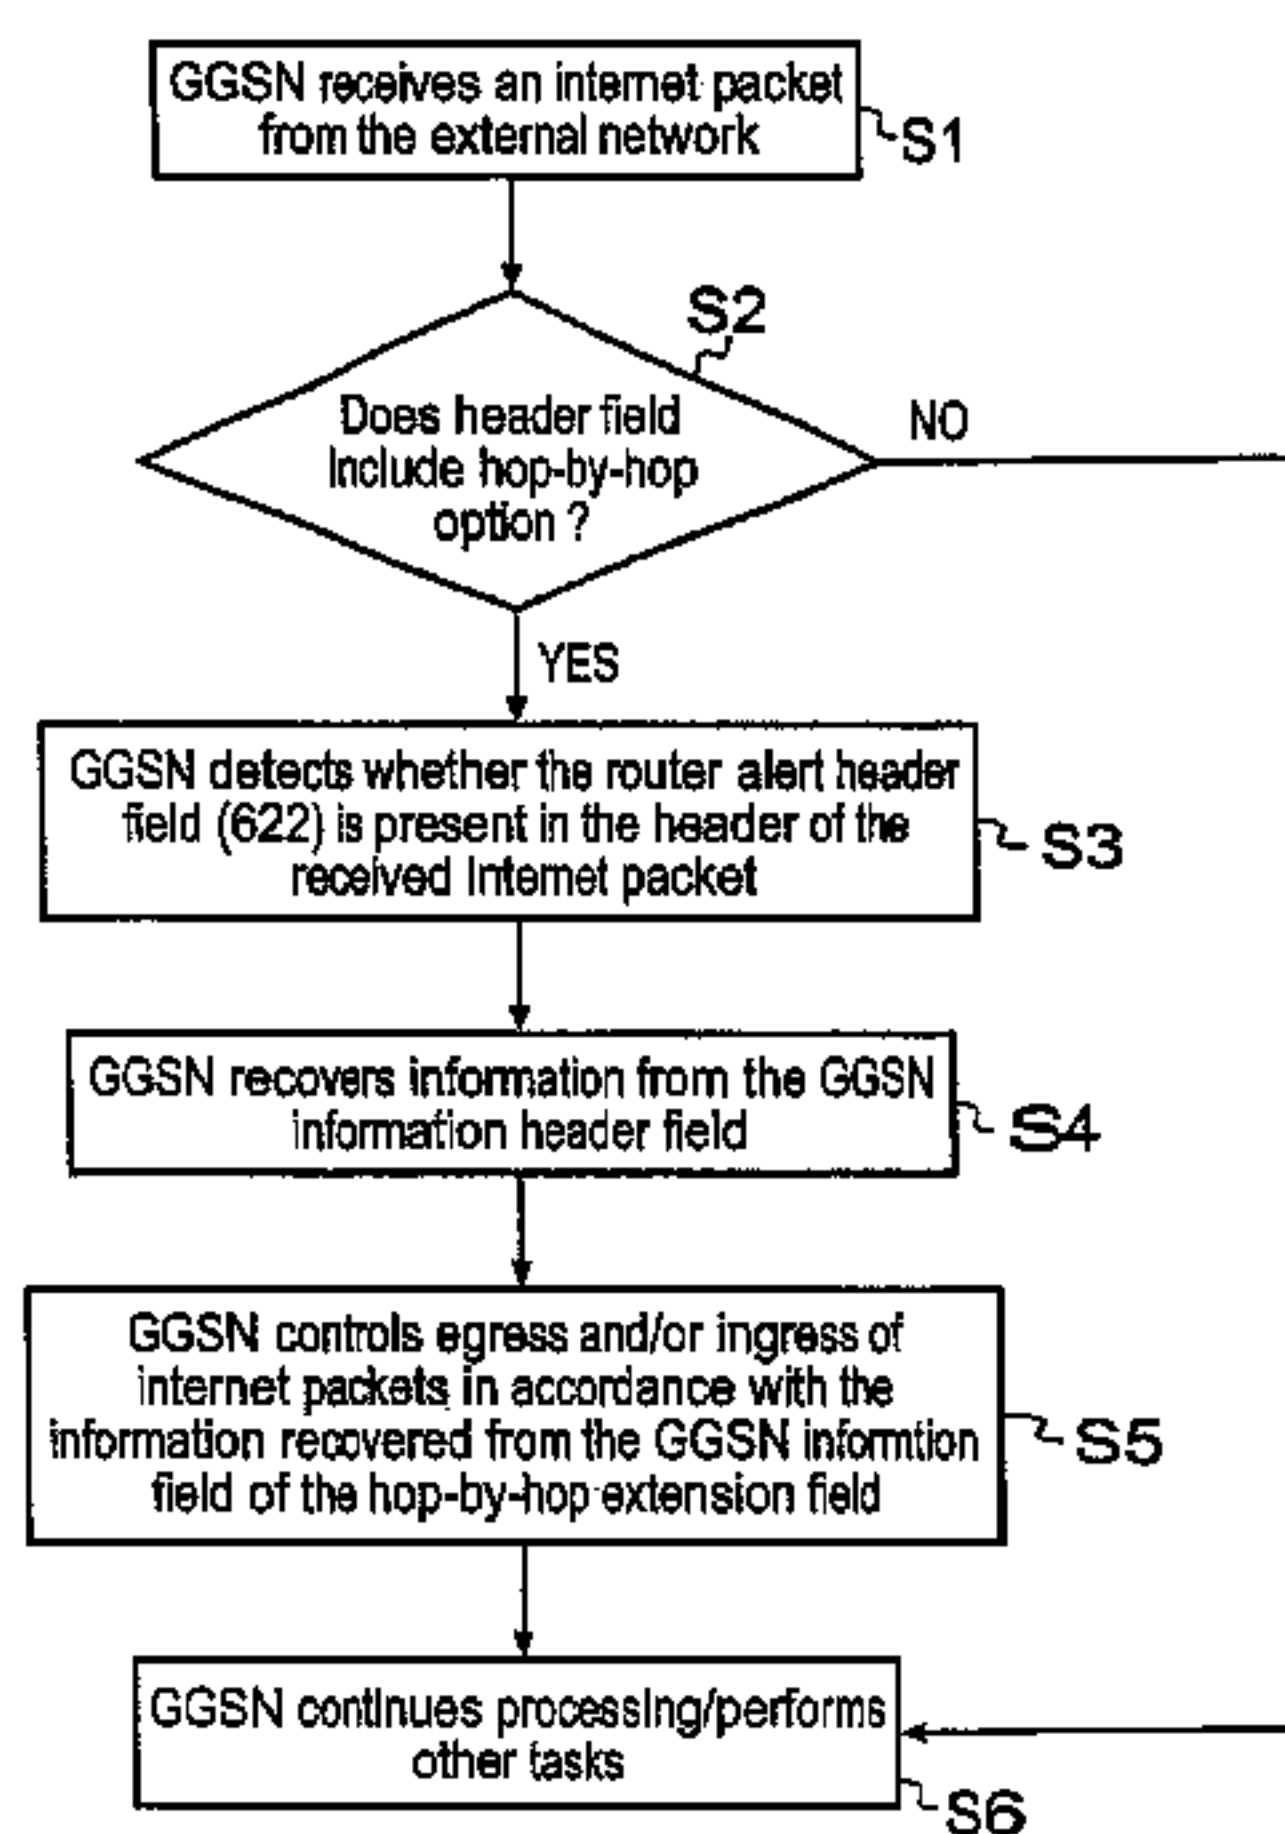 GGSN receives an internet packet
from the external network
S1
S2
Does header field
include hop-by-hop
option ?
NO
YES
GGSN detects whether the router alert header
field (622) is present in the header of the
received Internet packet
S3
GGSN recovers information from the GGSN
information header field
S4
GGSN controls egress and/or ingress of
internet packets in accordance with the
information recovered from the GGSN informtion
field of the hop-by-hop extension field
S5
GGSN continues processing/performs
other tasks
S6